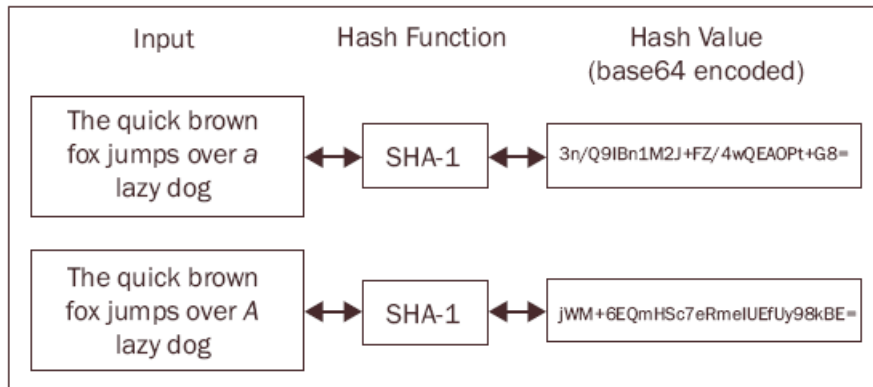 Input
Hash Function
Hash Value
(base64 encoded)
The quick brown
fox jumps over a
lazy dog
SHA-1
3n/Q9IBn1M2J+FZ/4wQEAOPt+G8=
The quick brown
fox jumps over A
lazy dog
SHA-1
jWM+6EQmHSc7eRmeIUEfUy98kBE=